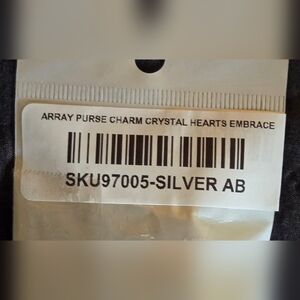 ARRAY PURSE CHARM CRYSTAL HEARTS EMBRACE
SKU97005-SILVER AB